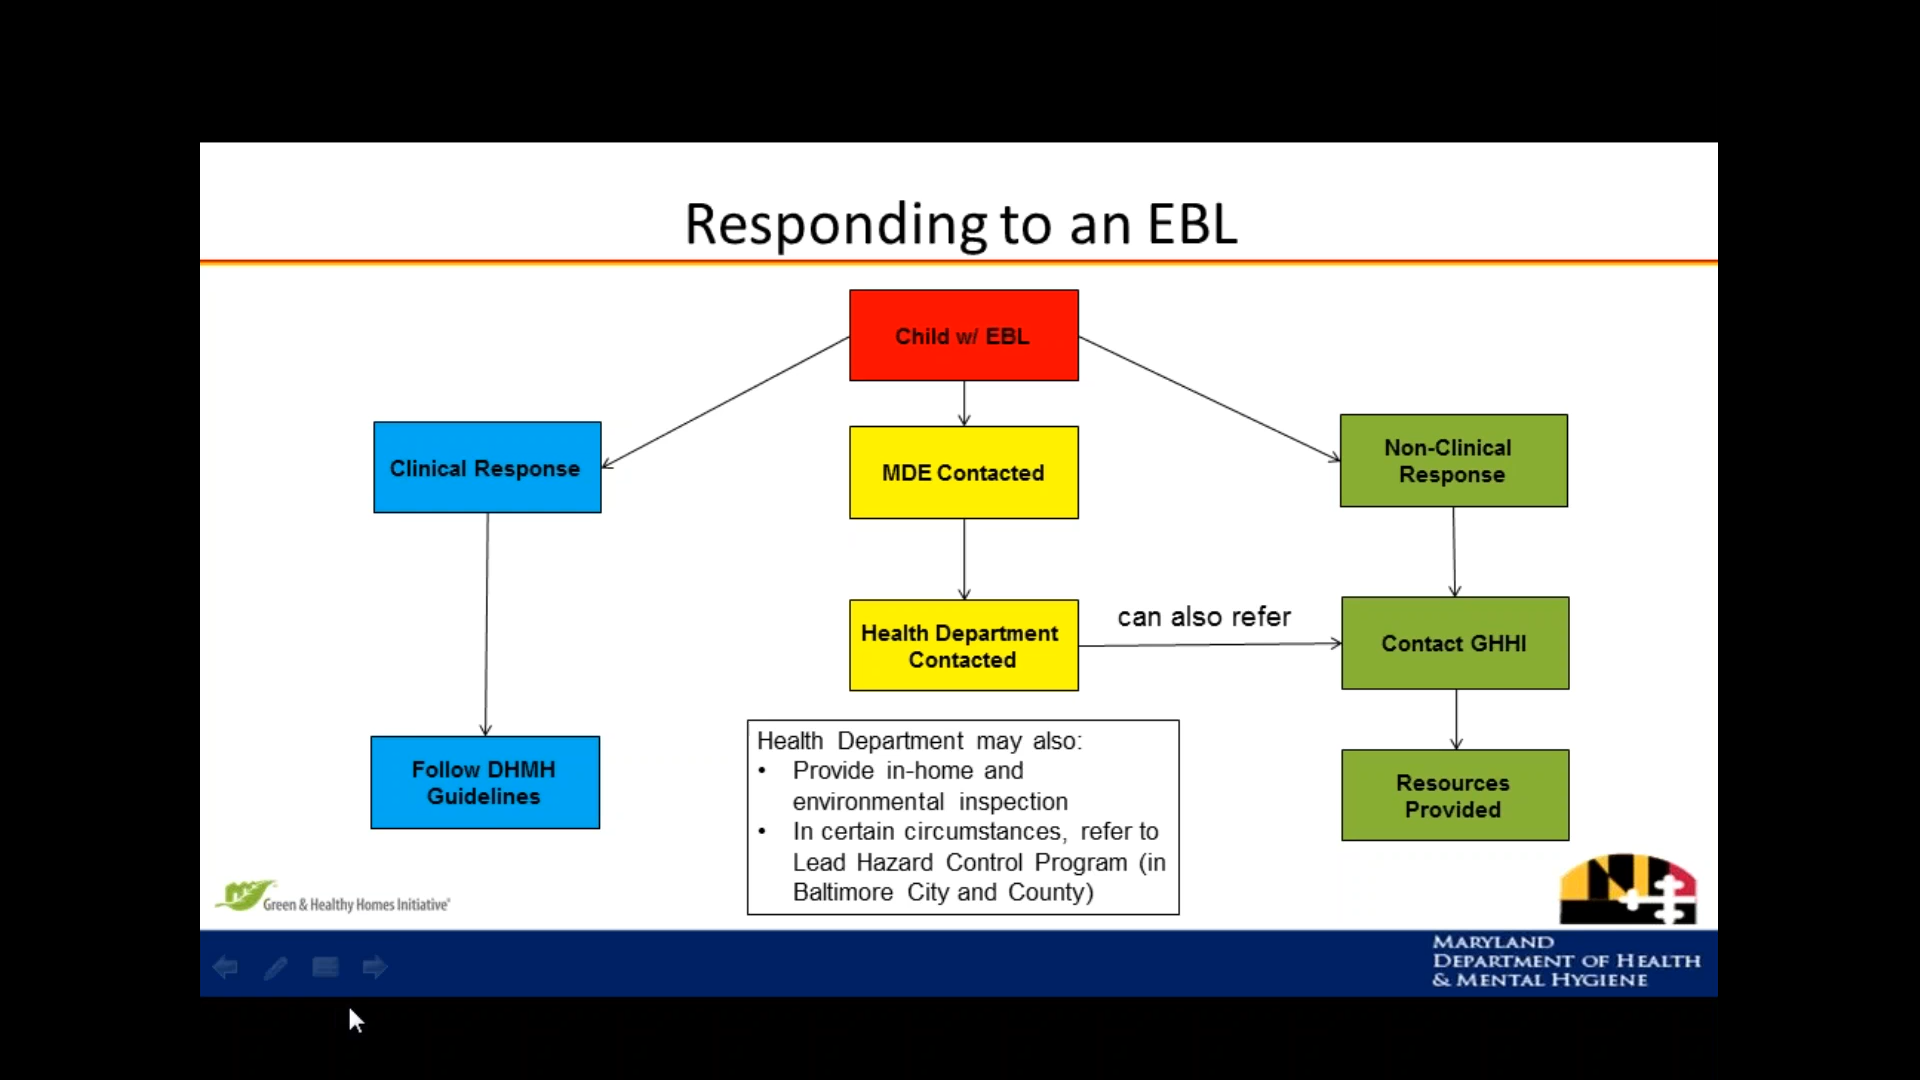 Responding to an EBL
Child w/ EBL
Clinical Response
MDE Contacted
Non-Clinical
Response
Health Department
Contacted
can also refer
Contact GHHI
Follow DHMH
Guidelines
Health Department may also:
• Provide in-home and
environmental inspection
• In certain circumstances, refer to
Lead Hazard Control Program (in
Baltimore City and County)
Resources
Provided
Green & Healthy Homes Initiative®
MARYLAND
DEPARTMENT OF HEALTH
& MENTAL HYGIENE